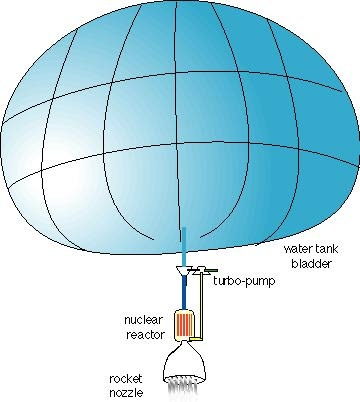 water tank
bladder
turbo-pump
nuclear
reactor
rocket
nozzle